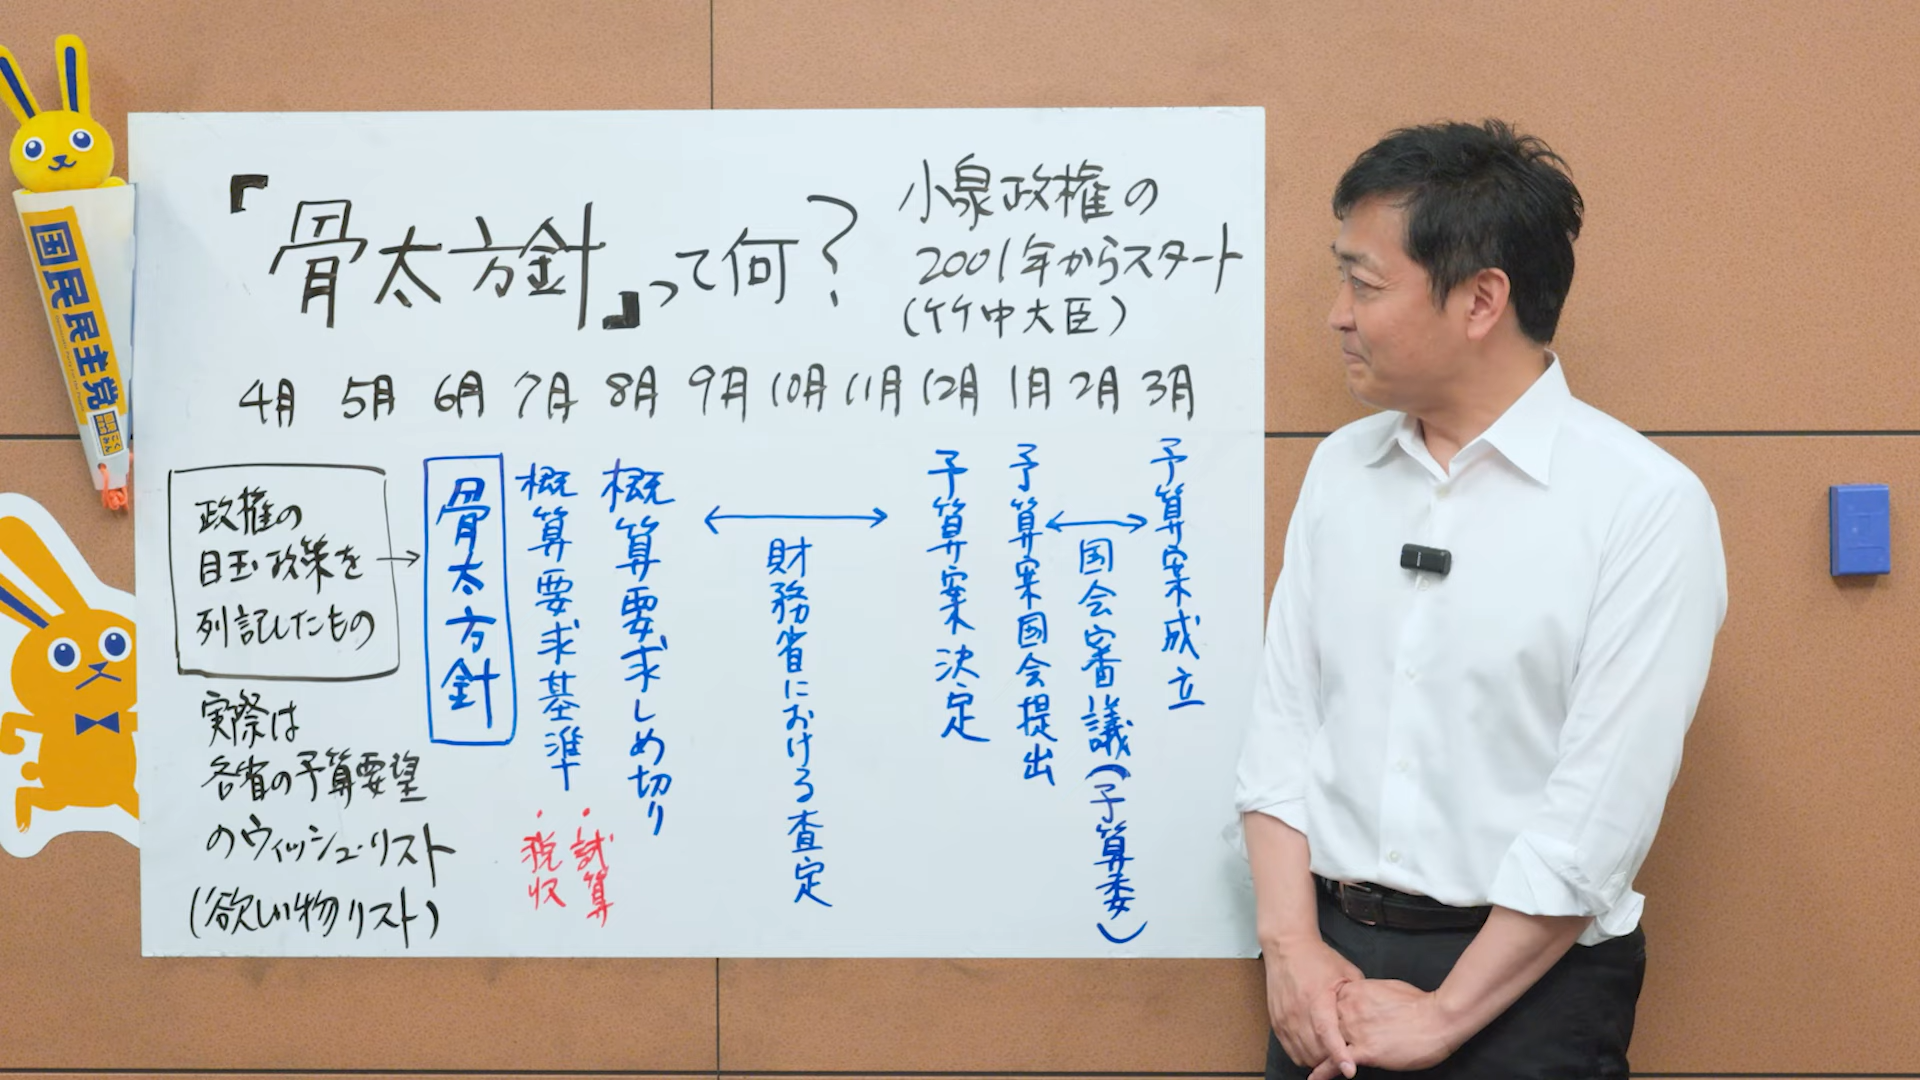 国民民主党
『骨太方針』って何?
小泉政権の
2001年からスタート
(竹中大臣)
4月 5月 6月 7月 8月 9月 10月 11月 12月 1月 2月 3月
政権の
目玉政策を
列記したもの
実際は
各省の予算要望
のウィッシュ・リスト
(欲しい物リスト)
骨太方針
概算要求基準
・試算
・税収
概算要求しめ切り
財務省における査定
予算案決定
予算案国会提出
国会審議(予算委)
予算案成立